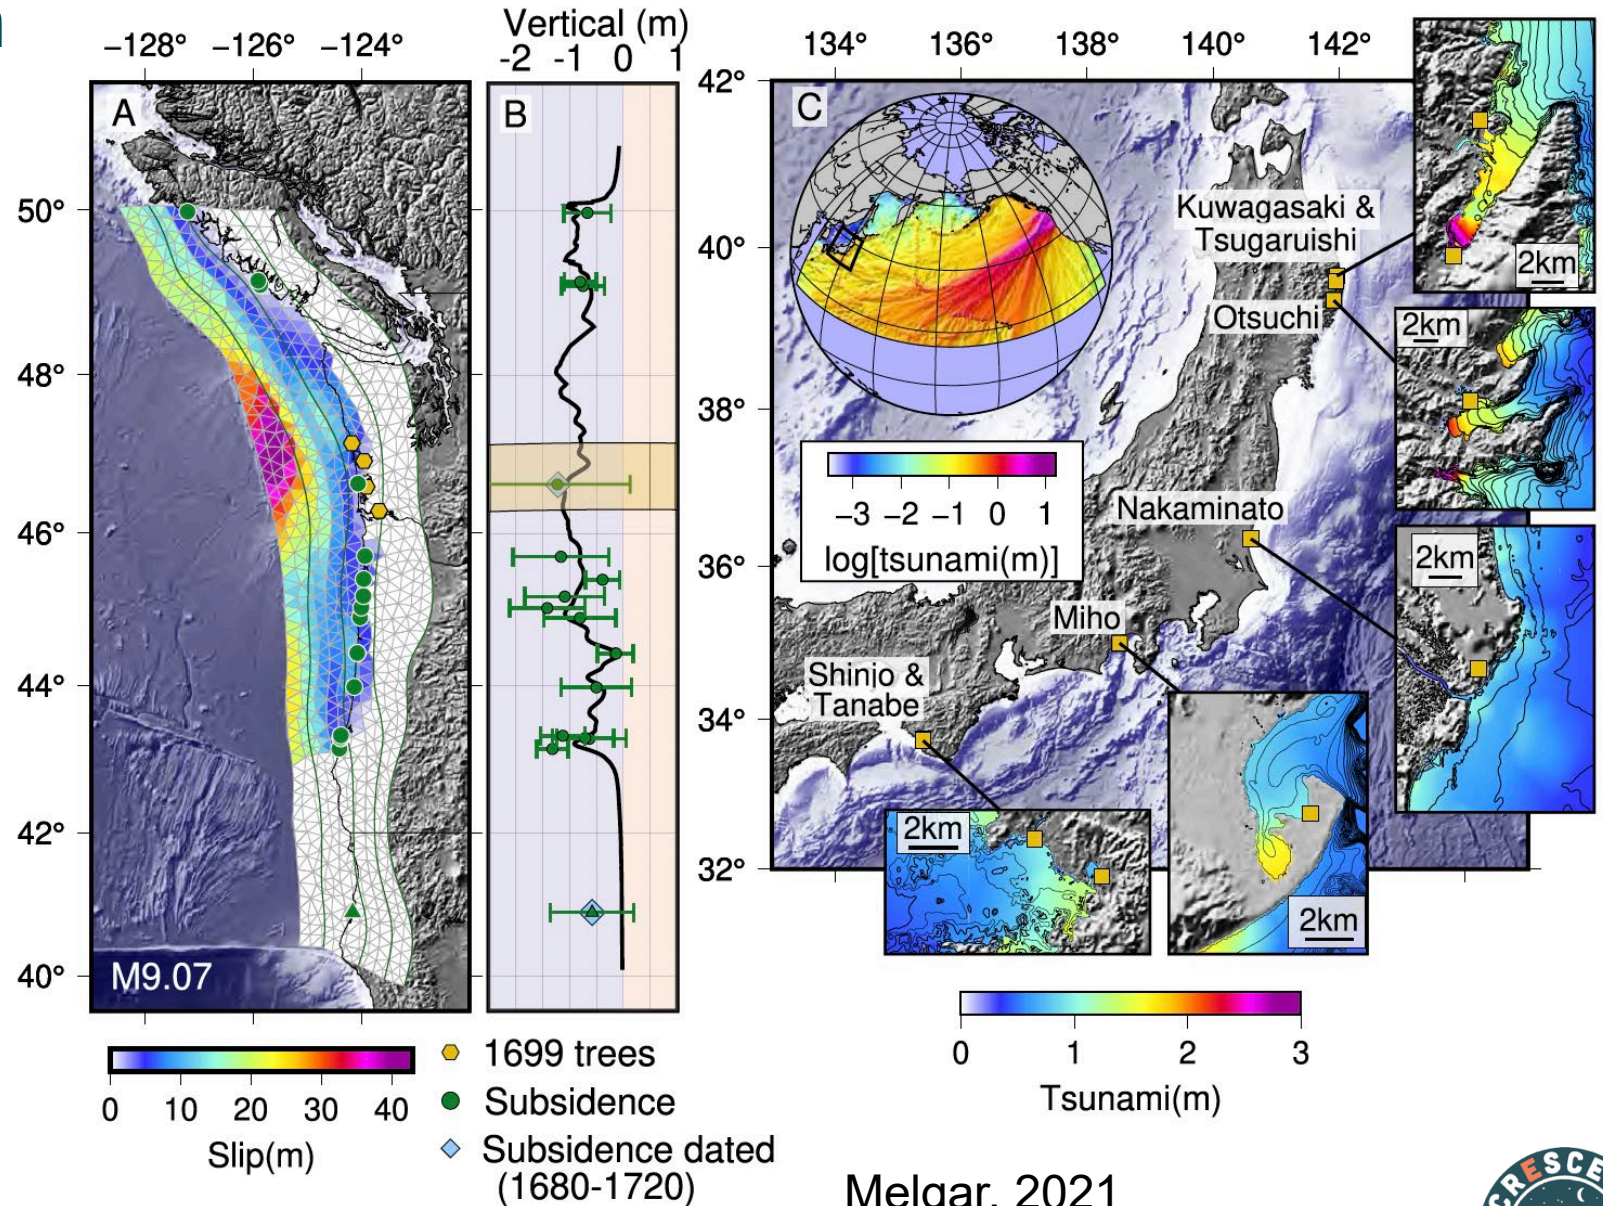 −128° −126° −124°
Vertical (m)
-2 -1 0 1
134° 136° 138° 140° 142°
A
B
C
50°
48°
46°
44°
42°
40°
M9.07
42°
40°
38°
36°
34°
32°
Kuwagasaki &
Tsugaruishi
Otsuchi
Nakaminato
Miho
Shinjo &
Tanabe
−3 −2 −1 0 1
log[tsunami(m)]
2km
2km
2km
2km
2km
0 10 20 30 40
Slip(m)
1699 trees
Subsidence
Subsidence dated
(1680-1720)
0 1 2 3
Tsunami(m)
Melgar, 2021
CRESCE